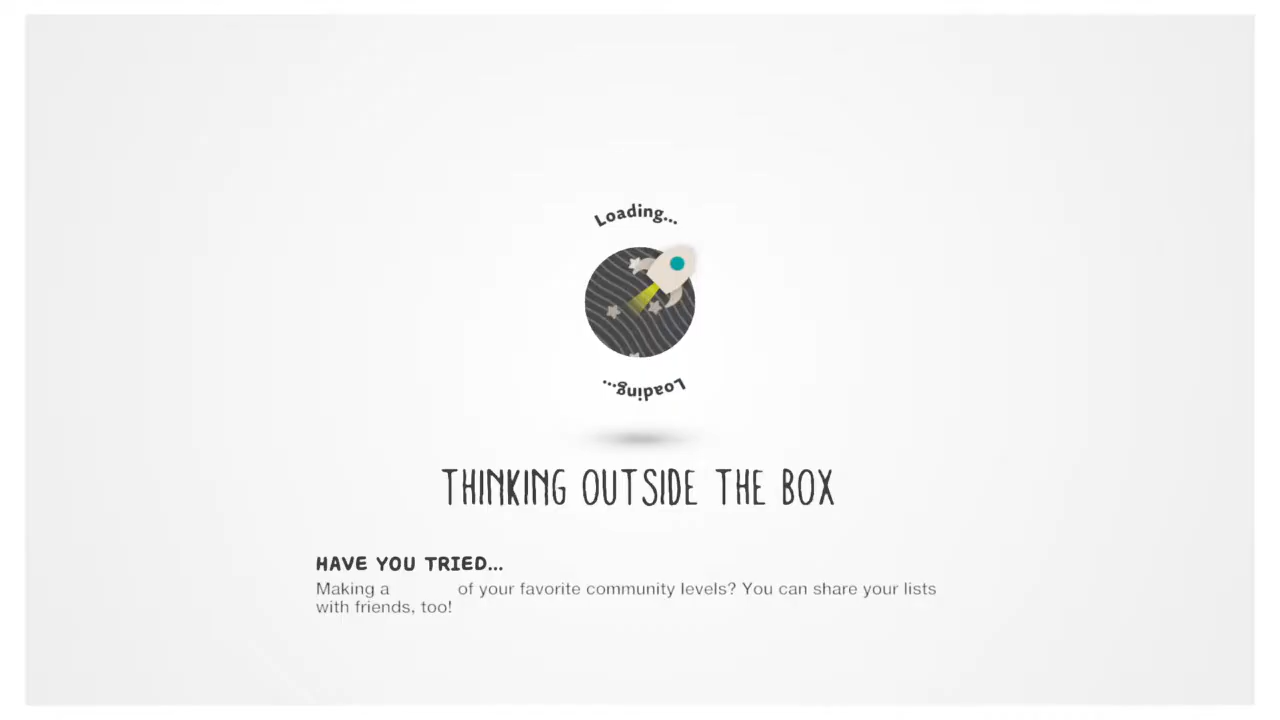 Loading...
Loading...
THINKING OUTSIDE THE BOX
HAVE YOU TRIED...
Making a of your favorite community levels? You can share your lists
with friends, too!